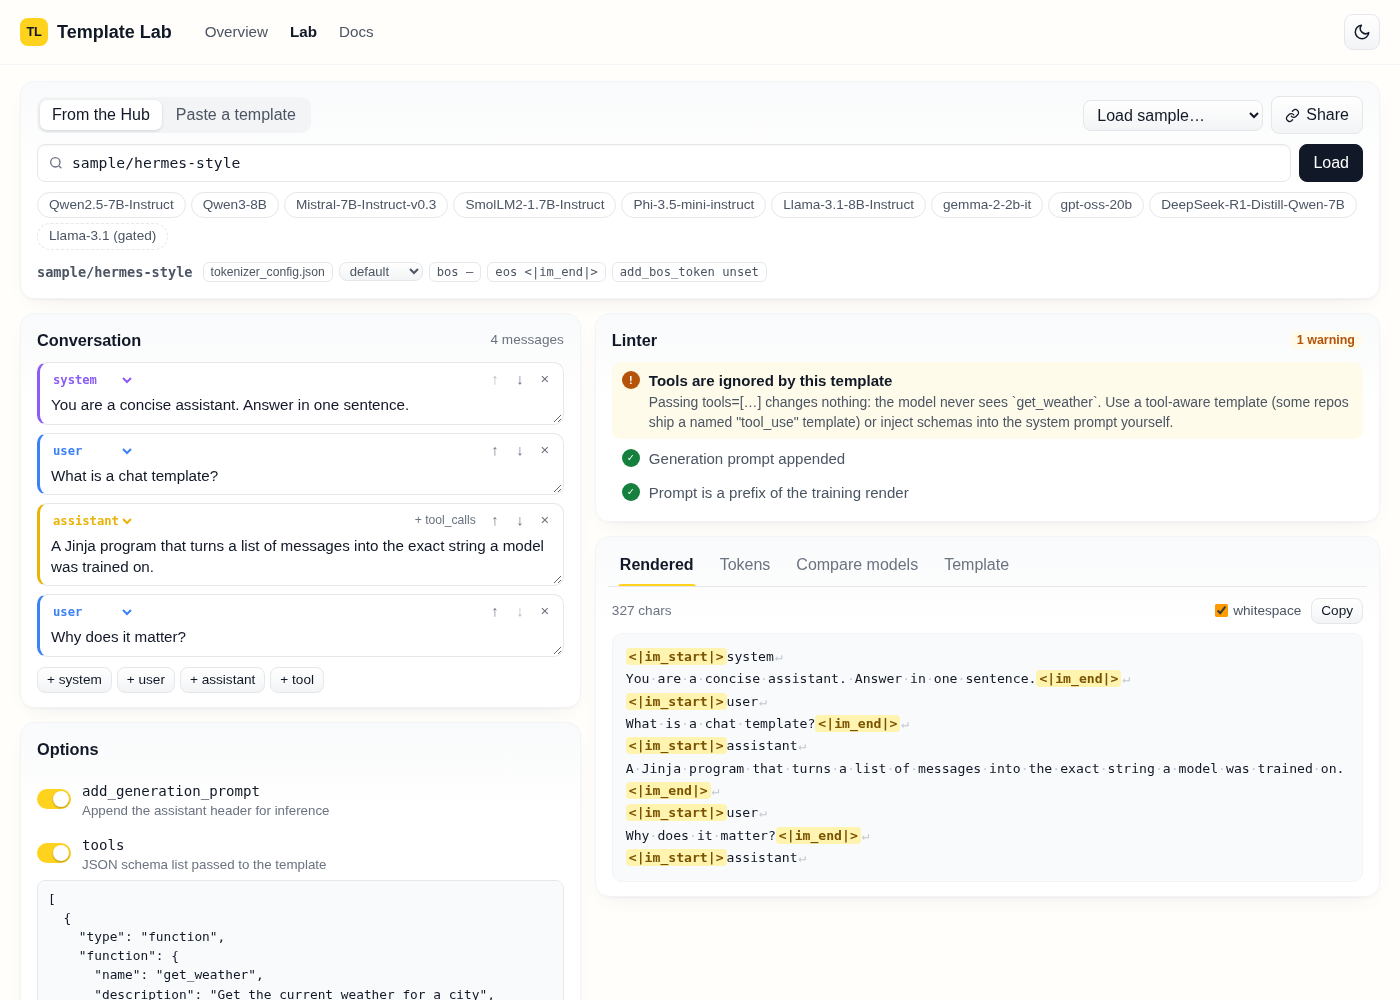 TL Template Lab Overview Lab Docs
From the Hub Paste a template Load sample… Share
sample/hermes-style Load
Qwen2.5-7B-Instruct Qwen3-8B Mistral-7B-Instruct-v0.3 SmolLM2-1.7B-Instruct Phi-3.5-mini-instruct Llama-3.1-8B-Instruct gemma-2-2b-it gpt-oss-20b DeepSeek-R1-Distill-Qwen-7B
Llama-3.1 (gated)
sample/hermes-style tokenizer_config.json default bos — eos <|im_end|> add_bos_token unset
Conversation 4 messages
system ↑ ↓ ×
You are a concise assistant. Answer in one sentence.
user ↑ ↓ ×
What is a chat template?
assistant + tool_calls ↑ ↓ ×
A Jinja program that turns a list of messages into the exact string a model
was trained on.
user ↑ ↓ ×
Why does it matter?
+ system + user + assistant + tool
Options
add_generation_prompt
Append the assistant header for inference
tools
JSON schema list passed to the template
[
{
"type": "function",
"function": {
"name": "get_weather",
"description": "Get the current weather for a city",
Linter 1 warning
! Tools are ignored by this template
Passing tools=[…] changes nothing: the model never sees `get_weather`. Use a tool-aware template (some repos
ship a named "tool_use" template) or inject schemas into the system prompt yourself.
✓ Generation prompt appended
✓ Prompt is a prefix of the training render
Rendered Tokens Compare models Template
327 chars whitespace Copy
<|im_start|>system↵
You·are·a·concise·assistant.·Answer·in·one·sentence.<|im_end|>↵
<|im_start|>user↵
What·is·a·chat·template?<|im_end|>↵
<|im_start|>assistant↵
A·Jinja·program·that·turns·a·list·of·messages·into·the·exact·string·a·model·was·trained·on.
<|im_end|>↵
<|im_start|>user↵
Why·does·it·matter?<|im_end|>↵
<|im_start|>assistant↵